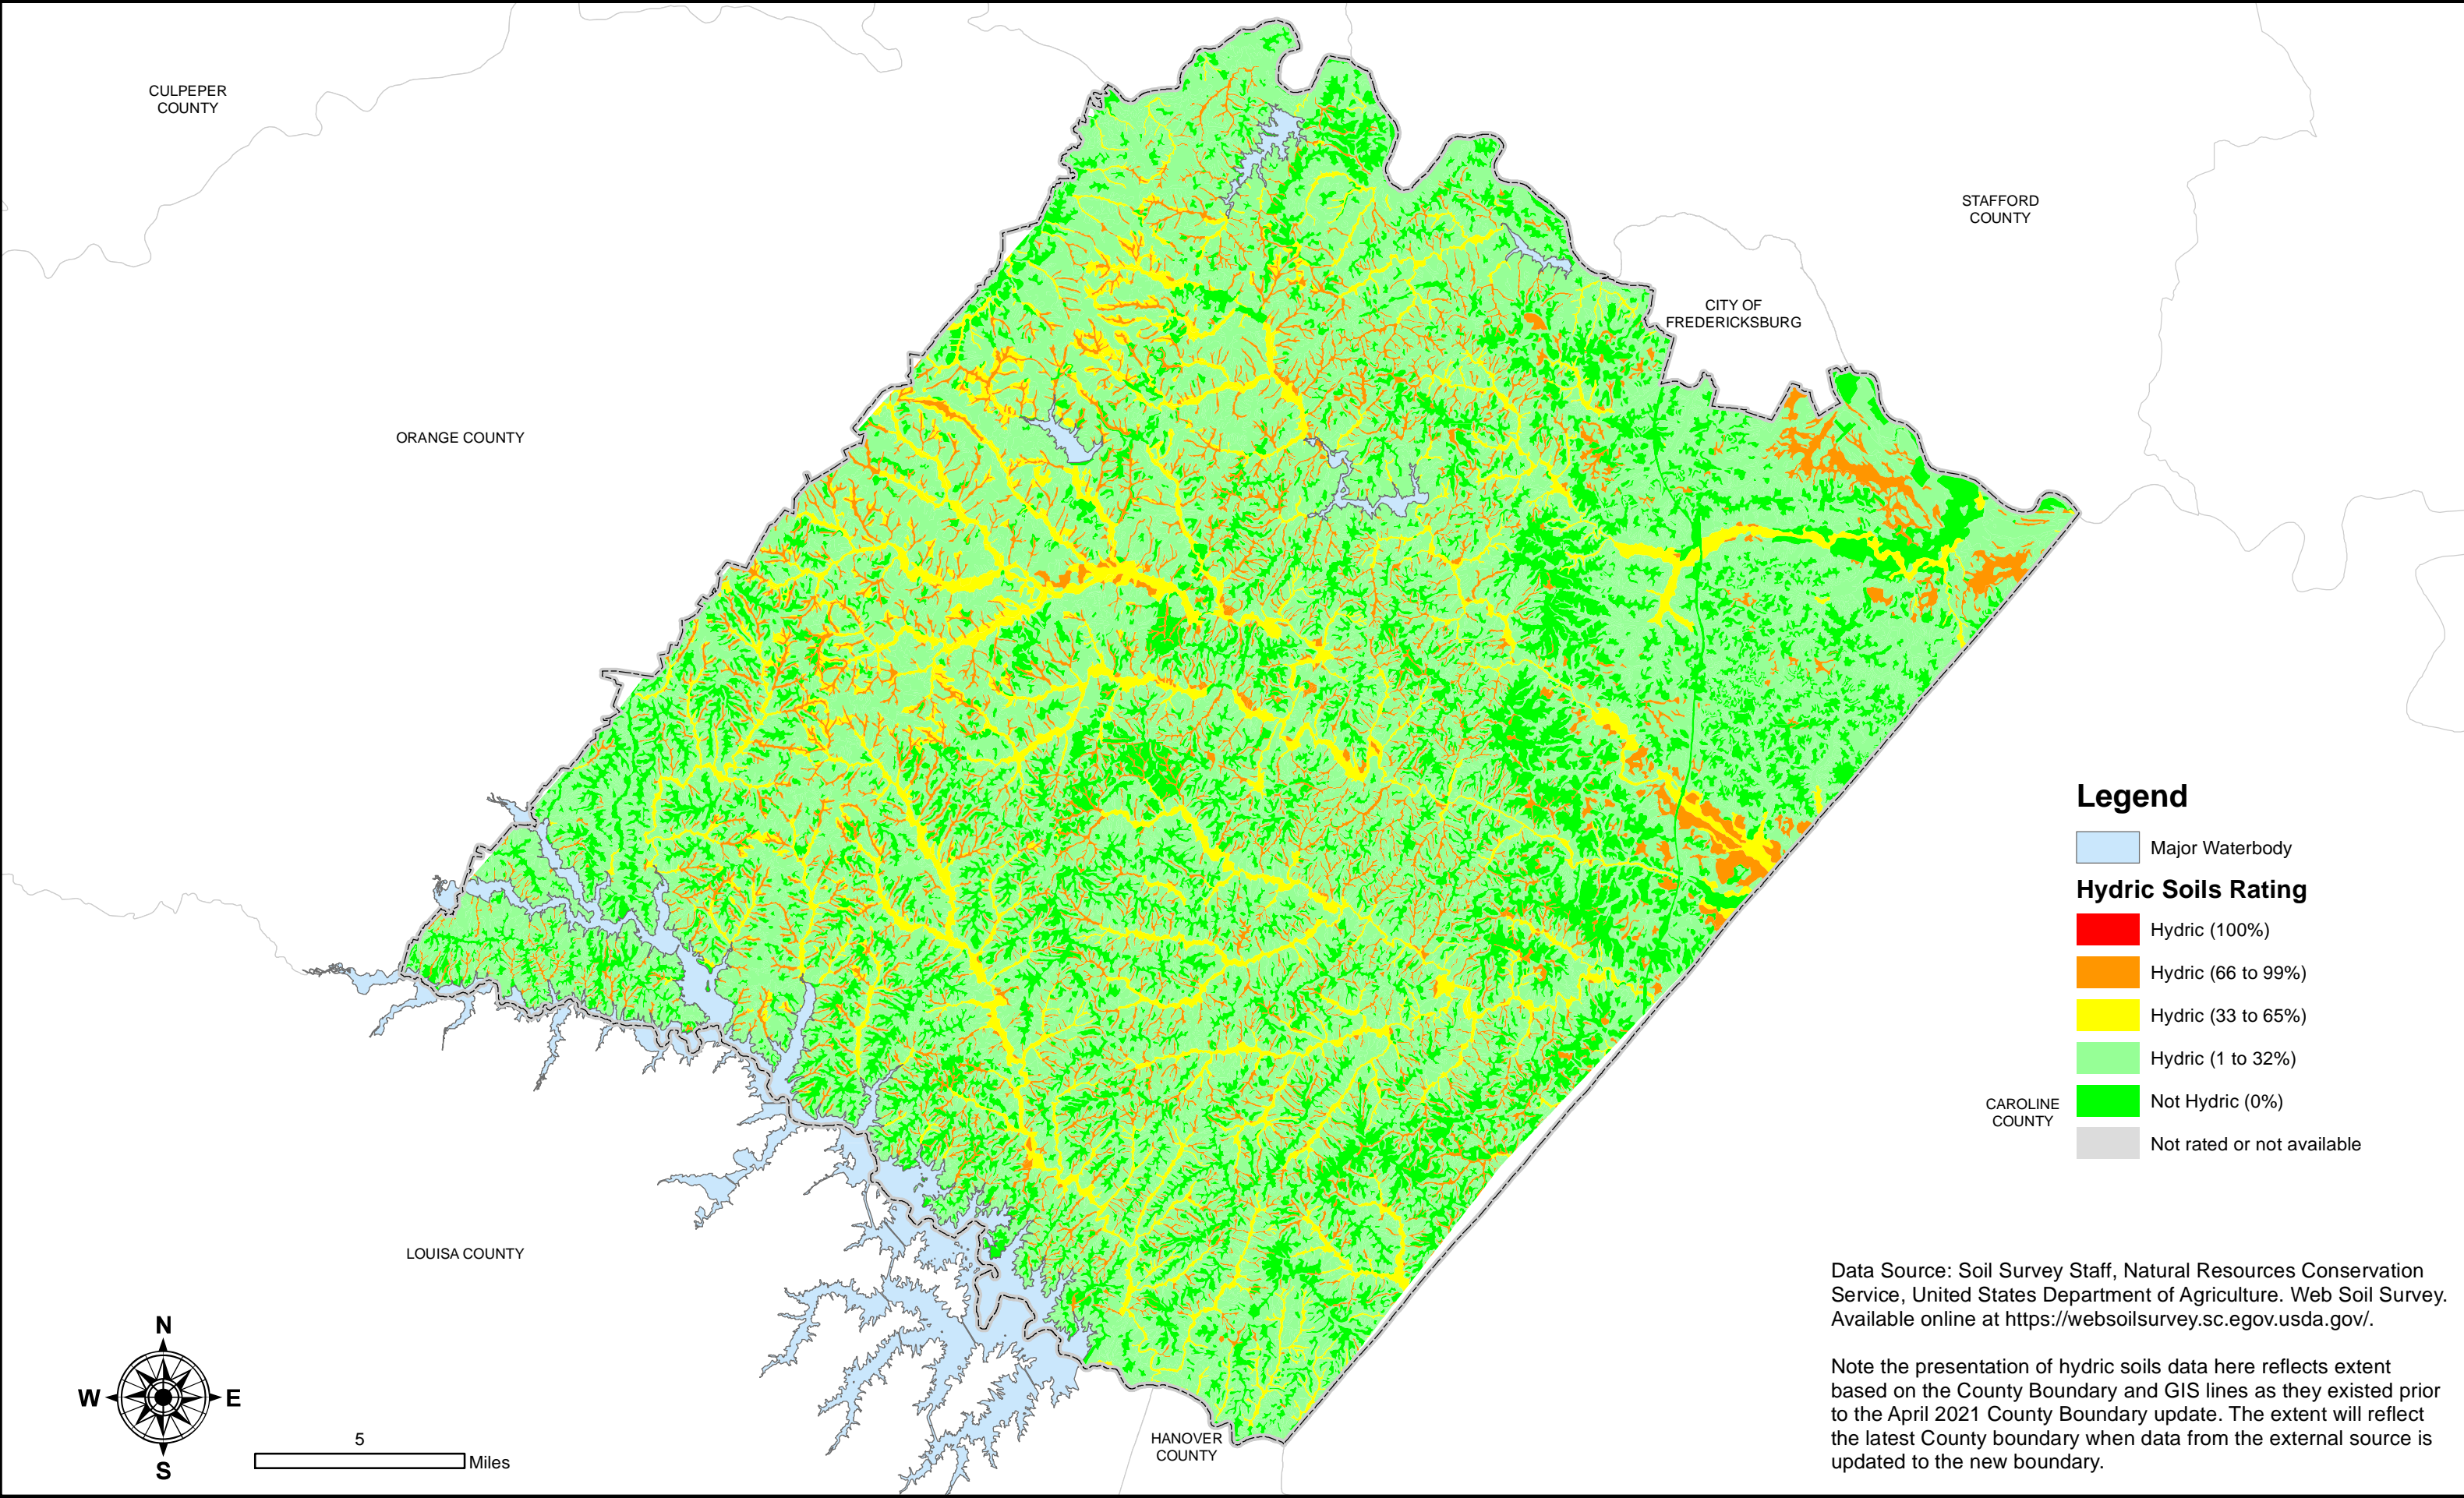 CULPEPER
COUNTY
STAFFORD
COUNTY
CITY OF
FREDERICKSBURG
ORANGE COUNTY
Legend
Major Waterbody
Hydric Soils Rating
Hydric (100%)
Hydric (66 to 99%)
Hydric (33 to 65%)
Hydric (1 to 32%)
Not Hydric (0%)
Not rated or not available
CAROLINE
COUNTY
LOUISA COUNTY
Data Source: Soil Survey Staff, Natural Resources Conservation
Service, United States Department of Agriculture. Web Soil Survey.
Available online at https://websoilsurvey.sc.egov.usda.gov/.
Note the presentation of hydric soils data here reflects extent
based on the County Boundary and GIS lines as they existed prior
to the April 2021 County Boundary update. The extent will reflect
the latest County boundary when data from the external source is
updated to the new boundary.
N
W
E
S
5
Miles
HANOVER
COUNTY